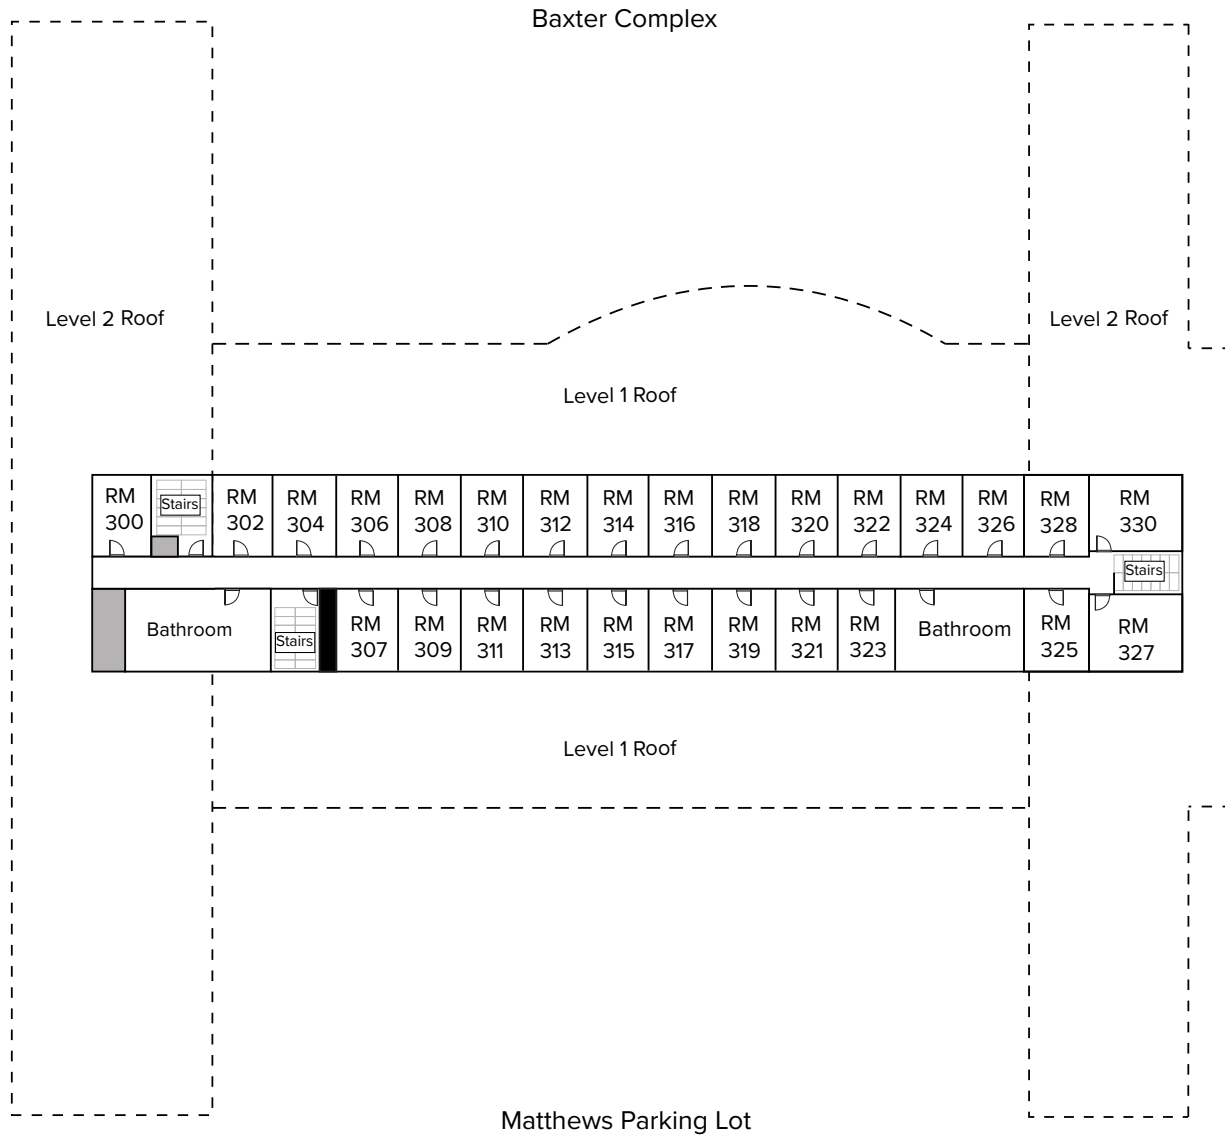 Baxter Complex
Level 2 Roof
Level 2 Roof
Level 1 Roof
RM
300
Stairs
RM
302
RM
304
RM
306
RM
308
RM
310
RM
312
RM
314
RM
316
RM
318
RM
320
RM
322
RM
324
RM
326
RM
328
RM
330
Stairs
Bathroom
Stairs
RM
307
RM
309
RM
311
RM
313
RM
315
RM
317
RM
319
RM
321
RM
323
Bathroom
RM
325
RM
327
Level 1 Roof
Matthews Parking Lot